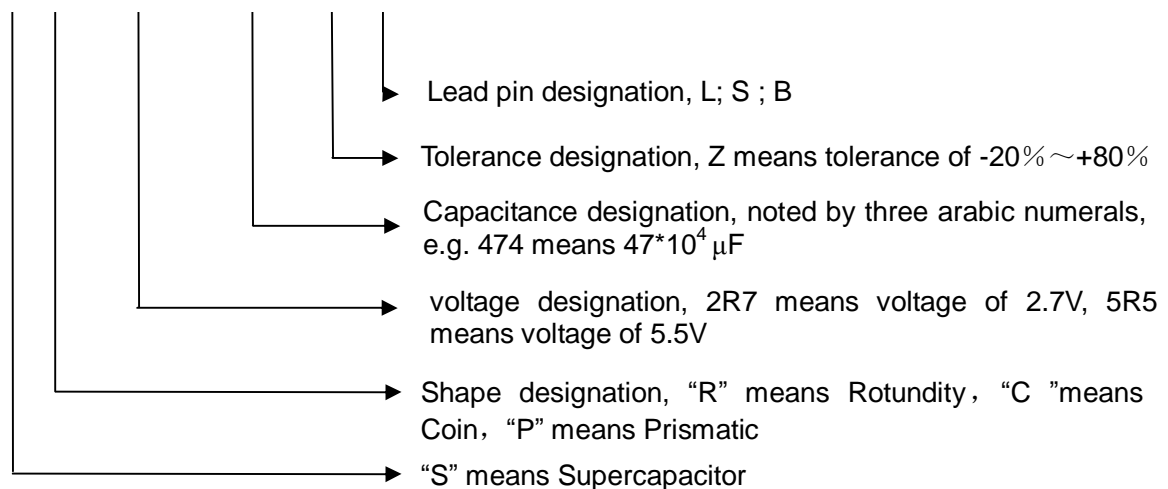 Lead pin designation, L; S ; B
Tolerance designation, Z means tolerance of -20％～+80％
Capacitance designation, noted by three arabic numerals,
e.g. 474 means 47*10⁴ μF
voltage designation, 2R7 means voltage of 2.7V, 5R5
means voltage of 5.5V
Shape designation, “R” means Rotundity，“C ”means
Coin，“P” means Prismatic
“S” means Supercapacitor